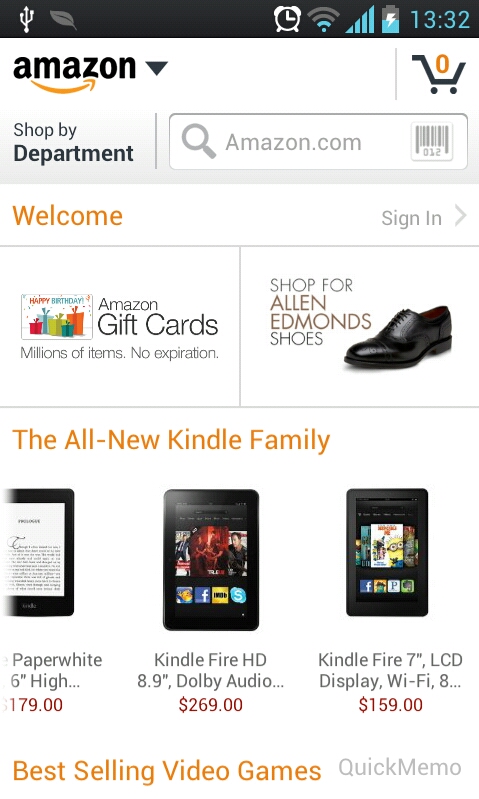 13:32
amazon
0
Shop by
Department
Amazon.com
012
Welcome
Sign In
HAPPY BIRTHDAY!
Amazon
Gift Cards
Millions of items. No expiration.
SHOP FOR
ALLEN
EDMONDS
SHOES
The All-New Kindle Family
PROLOGUE
kindle
IMDb
e Paperwhite
6" High...
$179.00
Kindle Fire HD
8.9", Dolby Audio...
$269.00
Kindle Fire 7", LCD
Display, Wi-Fi, 8...
$159.00
Best Selling Video Games
QuickMemo